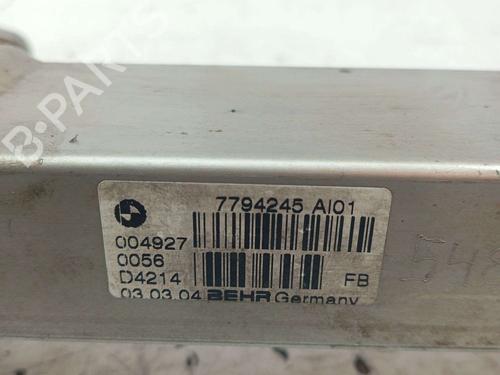 B-PARTS
7794245 AI01
004927
0056
D4214 FB
03.03.04 BEHR Germany